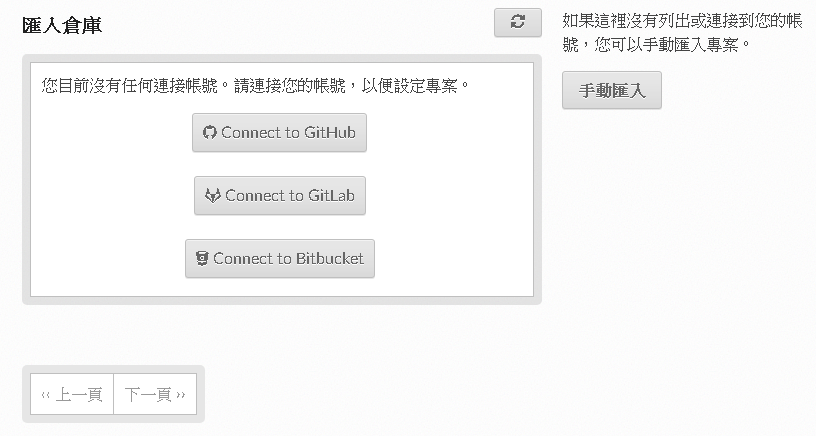 匯入倉庫
您目前沒有任何連接帳號。請連接您的帳號，以便設定專案。
Connect to GitHub
Connect to GitLab
Connect to Bitbucket
‹‹ 上一頁
下一頁 ››
如果這裡沒有列出或連接到您的帳
號，您可以手動匯入專案。
手動匯入